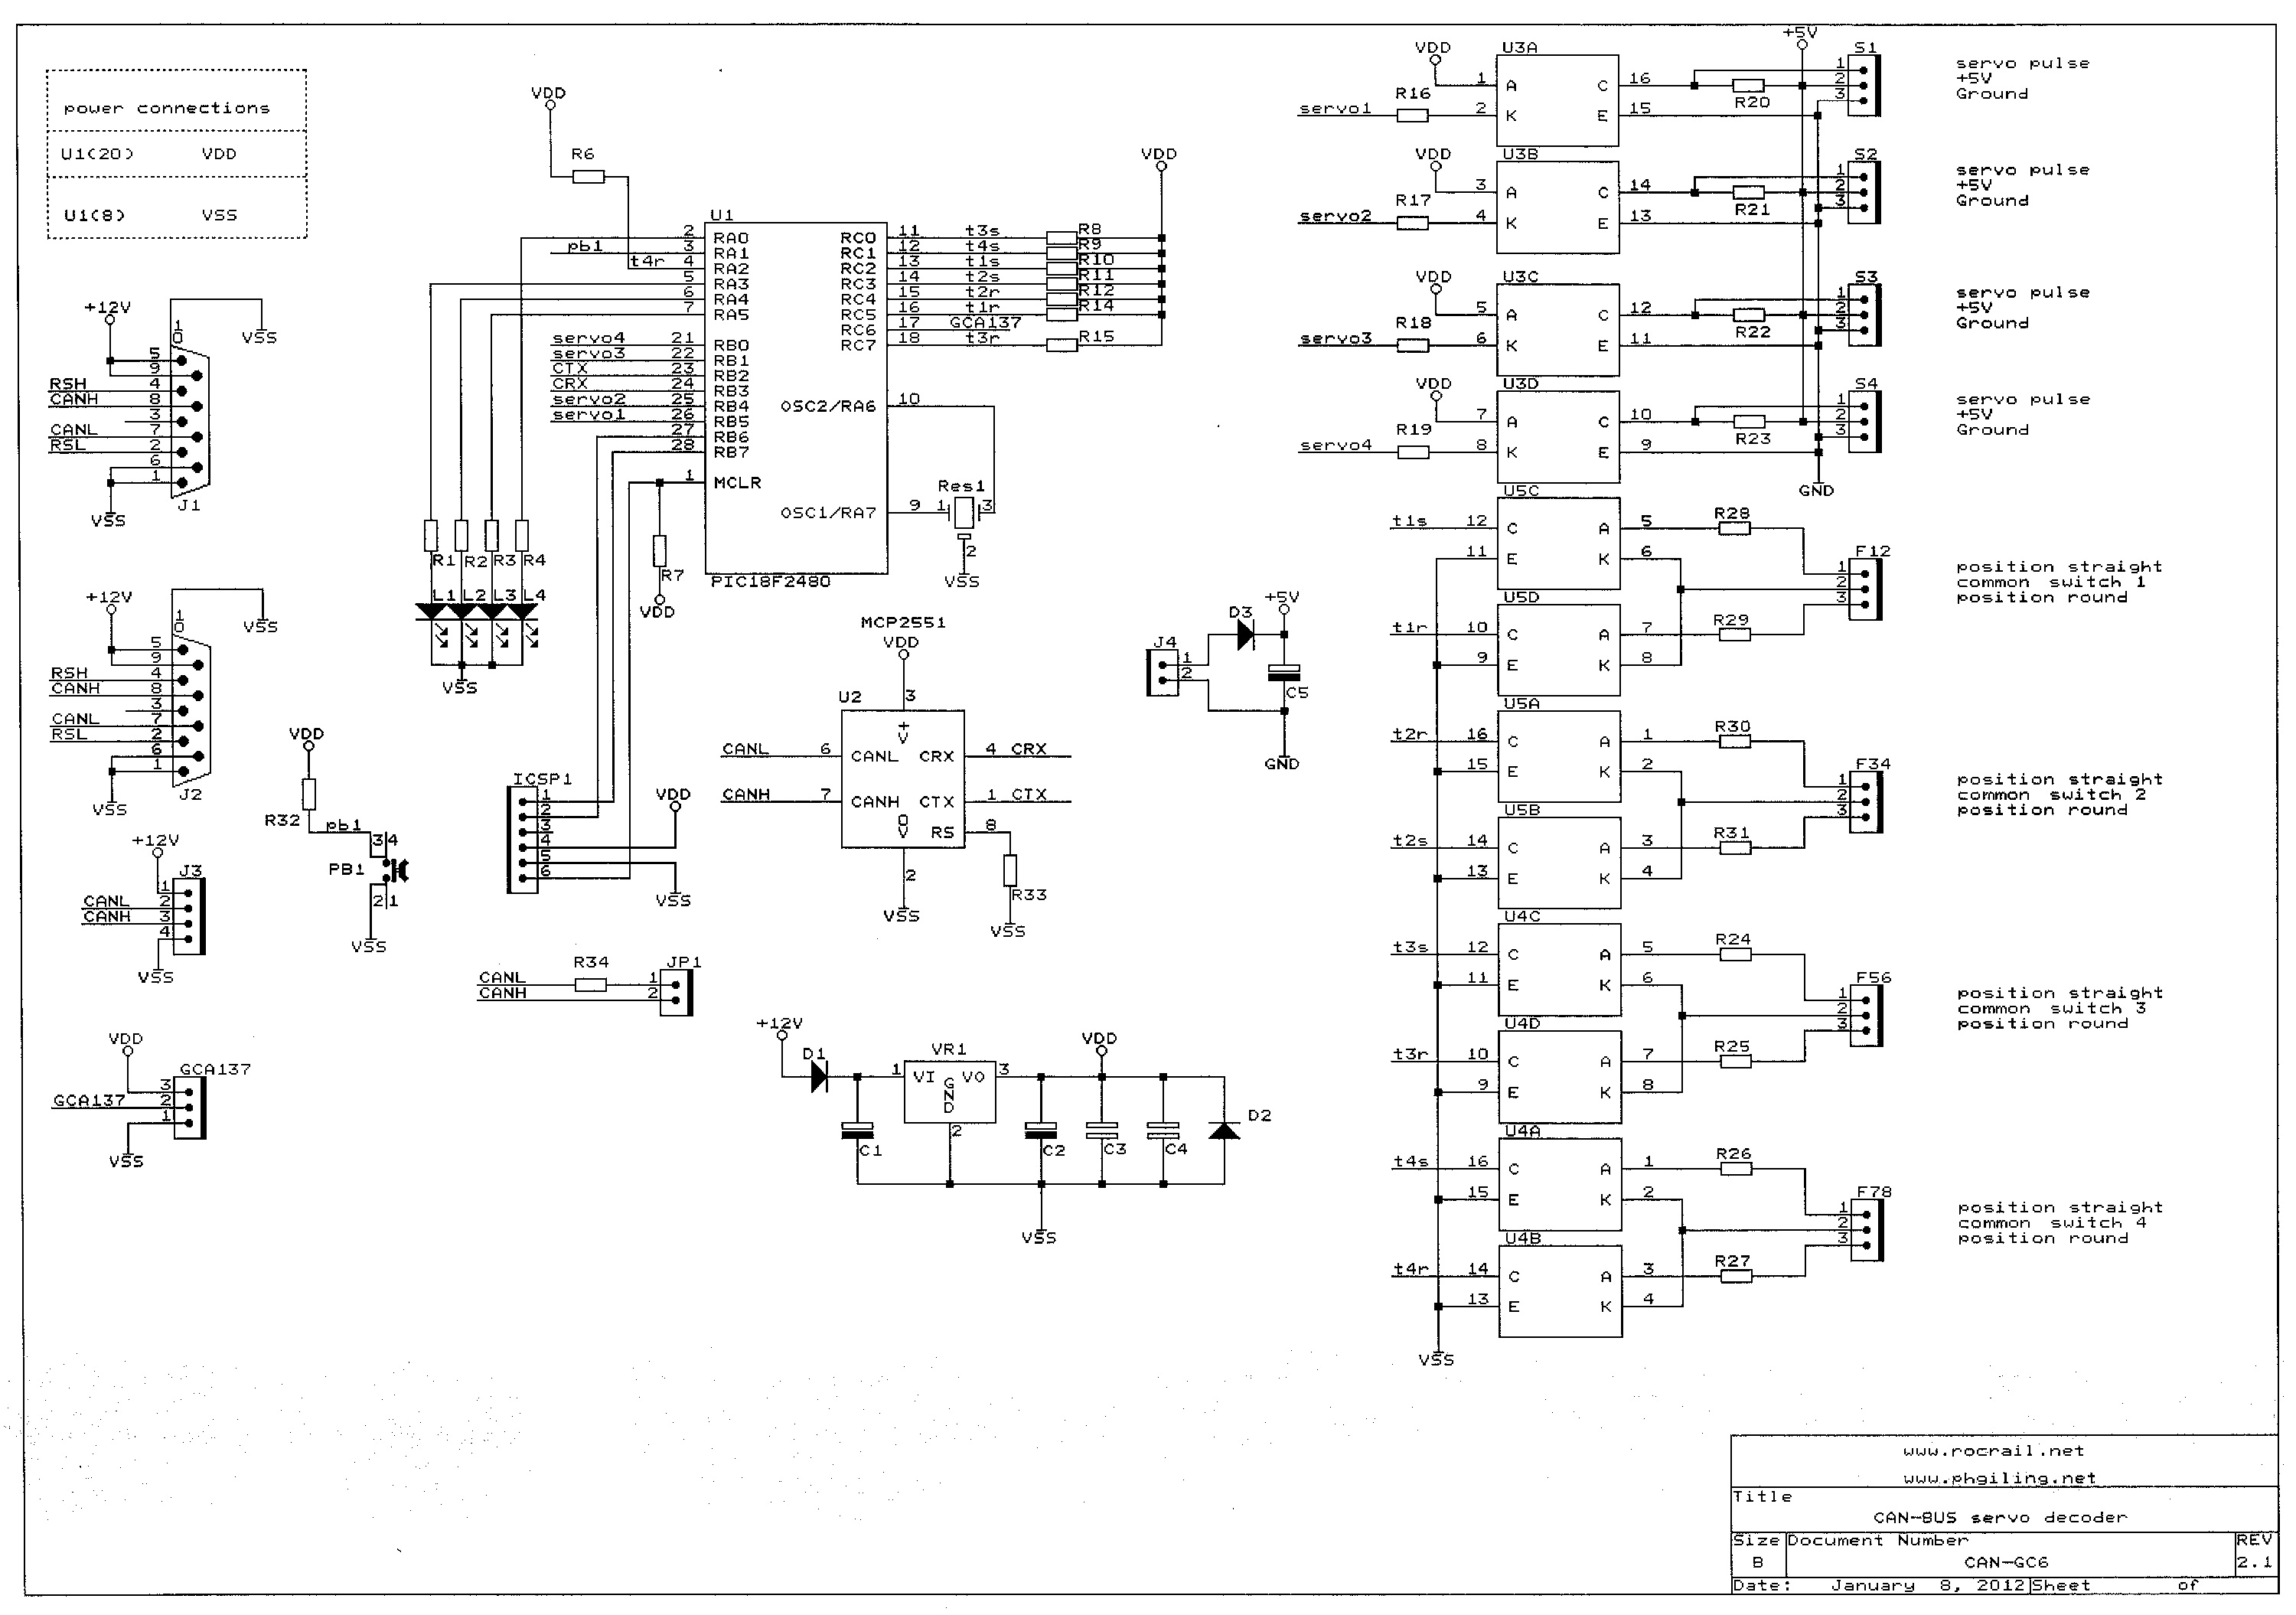 power connections
U1(20) VDD
U1(8) VSS
+12V
1
0
VSS
5
9
RSH 4
CANH 8
3
CANL 7
RSL 2
6
1
VSS
J1
+12V
1
0
VSS
5
9
RSH 4
CANH 8
3
CANL 7
RSL 2
6
1
VSS
J2
+12V
J3
1
CANL 2
CANH 3
4
VSS
VDD
GCA137
3
GCA137 2
1
VSS
VDD
R32
pb1
3 4
PB1
2 1
VSS
VDD
R6
U1
2 RA0
pb1 3 RA1
t4r 4 RA2
5 RA3
6 RA4
7 RA5
servo4 21 RB0
servo3 22 RB1
CTX 23 RB2
CRX 24 RB3
servo2 25 RB4
servo1 26 RB5
27 RB6
28 RB7
1 MCLR
VDD
RC0 11 t3s R8
RC1 12 t4s R9
RC2 13 t1s R10
RC3 14 t2s R11
RC4 15 t2r R12
RC5 16 t1r R14
RC6 17 GCA137
RC7 18 t3r R15
OSC2/RA6 10
Res1
OSC1/RA7 9 1 3
2
VSS
PIC18F2480
R1 R2 R3 R4
L1 L2 L3 L4
VSS
R7
VDD
ICSP1
1
2
3
4
5
6
VDD
VSS
MCP2551
VDD
3
U2
+
V
CANL 6 CANL CRX 4 CRX
CANH 7 CANH CTX 1 CTX
0
V
RS 8
2
R33
VSS
VSS
R34 JP1
CANL 1
CANH 2
+12V
D1
VR1
VDD
1 VI VO 3
G
N
D
2
C1 C2 C3 C4 D2
VSS
J4
1
2
D3
+5V
C5
GND
VDD U3A +5V S1
1 A C 16 1
R16 2
servo1 2 K E 15 R20 3
servo pulse
+5V
Ground
VDD U3B S2
3 A C 14 1
R17 2
servo2 4 K E 13 R21 3
servo pulse
+5V
Ground
VDD U3C S3
5 A C 12 1
R18 2
servo3 6 K E 11 R22 3
servo pulse
+5V
Ground
VDD U3D S4
7 A C 10 1
R19 2
servo4 8 K E 9 R23 3
servo pulse
+5V
Ground
GND
U5C
t1s 12 C A 5 R28
11 E K 6
F12
1
2
3
position straight
common switch 1
position round
U5D
t1r 10 C A 7 R29
9 E K 8
U5A
t2r 16 C A 1 R30
15 E K 2
F34
1
2
3
position straight
common switch 2
position round
U5B
t2s 14 C A 3 R31
13 E K 4
U4C
t3s 12 C A 5 R24
11 E K 6
F56
1
2
3
position straight
common switch 3
position round
U4D
t3r 10 C A 7 R25
9 E K 8
U4A
t4s 16 C A 1 R26
15 E K 2
F78
1
2
3
position straight
common switch 4
position round
U4B
t4r 14 C A 3 R27
13 E K 4
VSS
www.rocrail.net
www.phgiling.net
Title
CAN-BUS servo decoder
Size Document Number REV
B CAN-GC6 2.1
Date: January 8, 2012 Sheet of